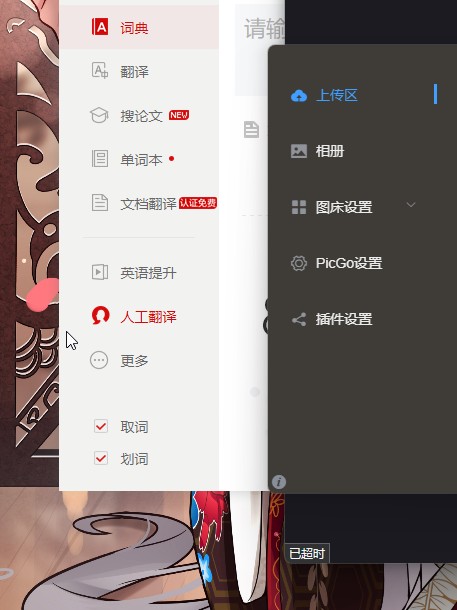 词典
翻译
搜论文 NEW
单词本
文档翻译 认证免费
英语提升
人工翻译
更多
取词
划词
请输
上传区
相册
图床设置
PicGo设置
插件设置
已超时